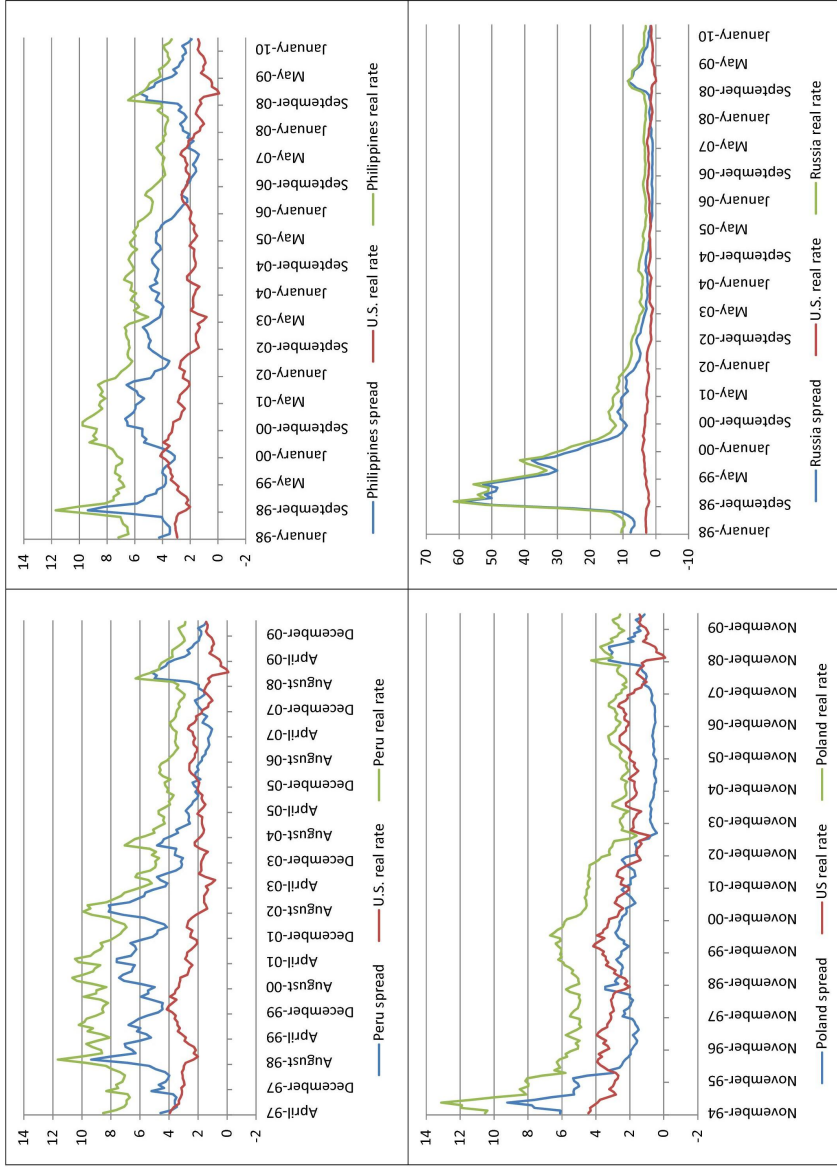 14
12
10
8
6
4
2
0
-2
April-97
December-97
August-98
April-99
December-99
August-00
April-01
December-01
August-02
April-03
December-03
August-04
April-05
December-05
August-06
April-07
December-07
August-08
April-09
December-09
Peru spread
U.S. real rate
Peru real rate
14
12
10
8
6
4
2
0
-2
January-98
September-98
May-99
January-00
September-00
May-01
January-02
September-02
May-03
January-04
September-04
May-05
January-06
September-06
May-07
January-08
September-08
May-09
January-10
Philippines spread
U.S. real rate
Philippines real rate
14
12
10
8
6
4
2
0
-2
November-94
November-95
November-96
November-97
November-98
November-99
November-00
November-01
November-02
November-03
November-04
November-05
November-06
November-07
November-08
November-09
Poland spread
US real rate
Poland real rate
70
60
50
40
30
20
10
0
-10
January-98
September-98
May-99
January-00
September-00
May-01
January-02
September-02
May-03
January-04
September-04
May-05
January-06
September-06
May-07
January-08
September-08
May-09
January-10
Russia spread
U.S. real rate
Russia real rate